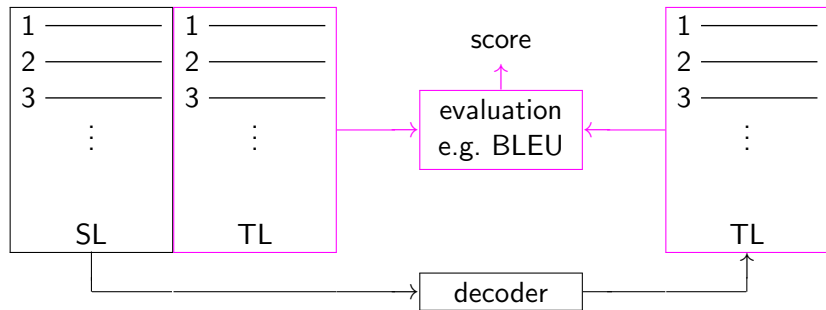 1
2
3
⋮
SL
1
2
3
⋮
TL
score
evaluation
e.g. BLEU
1
2
3
⋮
TL
decoder